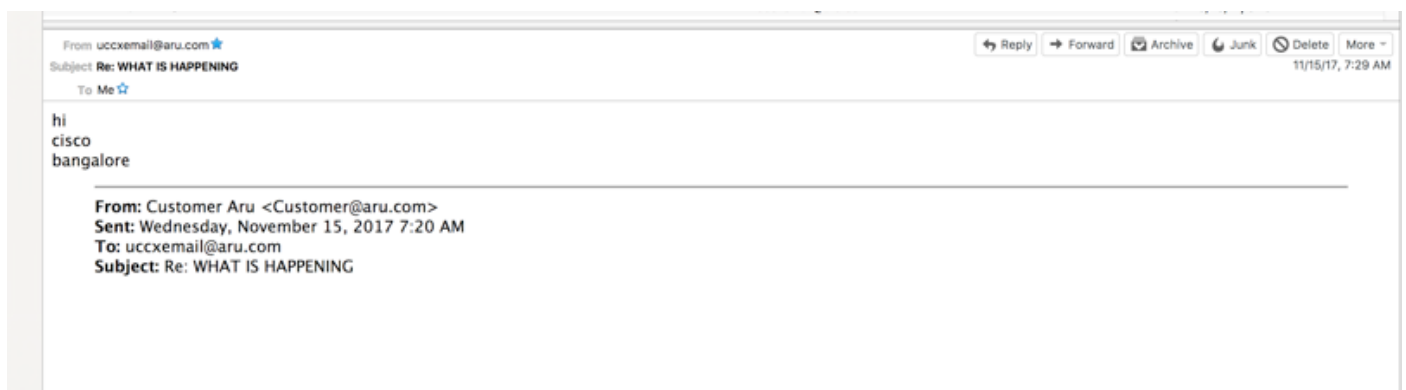 From uccxemail@aru.com
Reply Forward Archive Junk Delete More
Subject Re: WHAT IS HAPPENING
11/15/17, 7:29 AM
To Me
hi
cisco
bangalore
From: Customer Aru <Customer@aru.com>
Sent: Wednesday, November 15, 2017 7:20 AM
To: uccxemail@aru.com
Subject: Re: WHAT IS HAPPENING